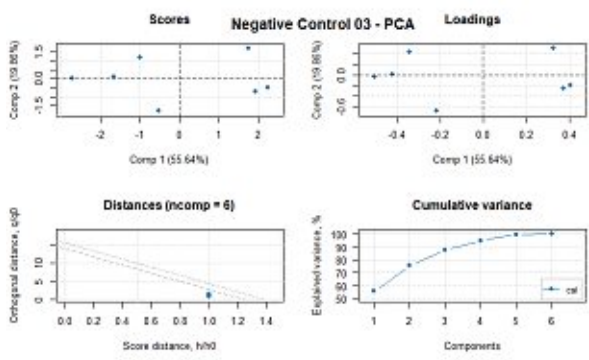 Negative Control 03 - PCA
Scores
Comp 2 (19.86%)
1.5
0.0
-1.5
-2
-1
0
1
2
Comp 1 (55.64%)
Loadings
Comp 2 (19.86%)
0.0
-0.6
-0.4
-0.2
0.0
0.2
0.4
Comp 1 (55.64%)
Distances (ncomp = 6)
Orthogonal distance, q/q0
10
5
0
0.0
0.2
0.4
0.6
0.8
1.0
1.2
1.4
Score distance, h/h0
Cumulative variance
Explained variance, %
100
90
80
70
60
50
1
2
3
4
5
6
cal
Components